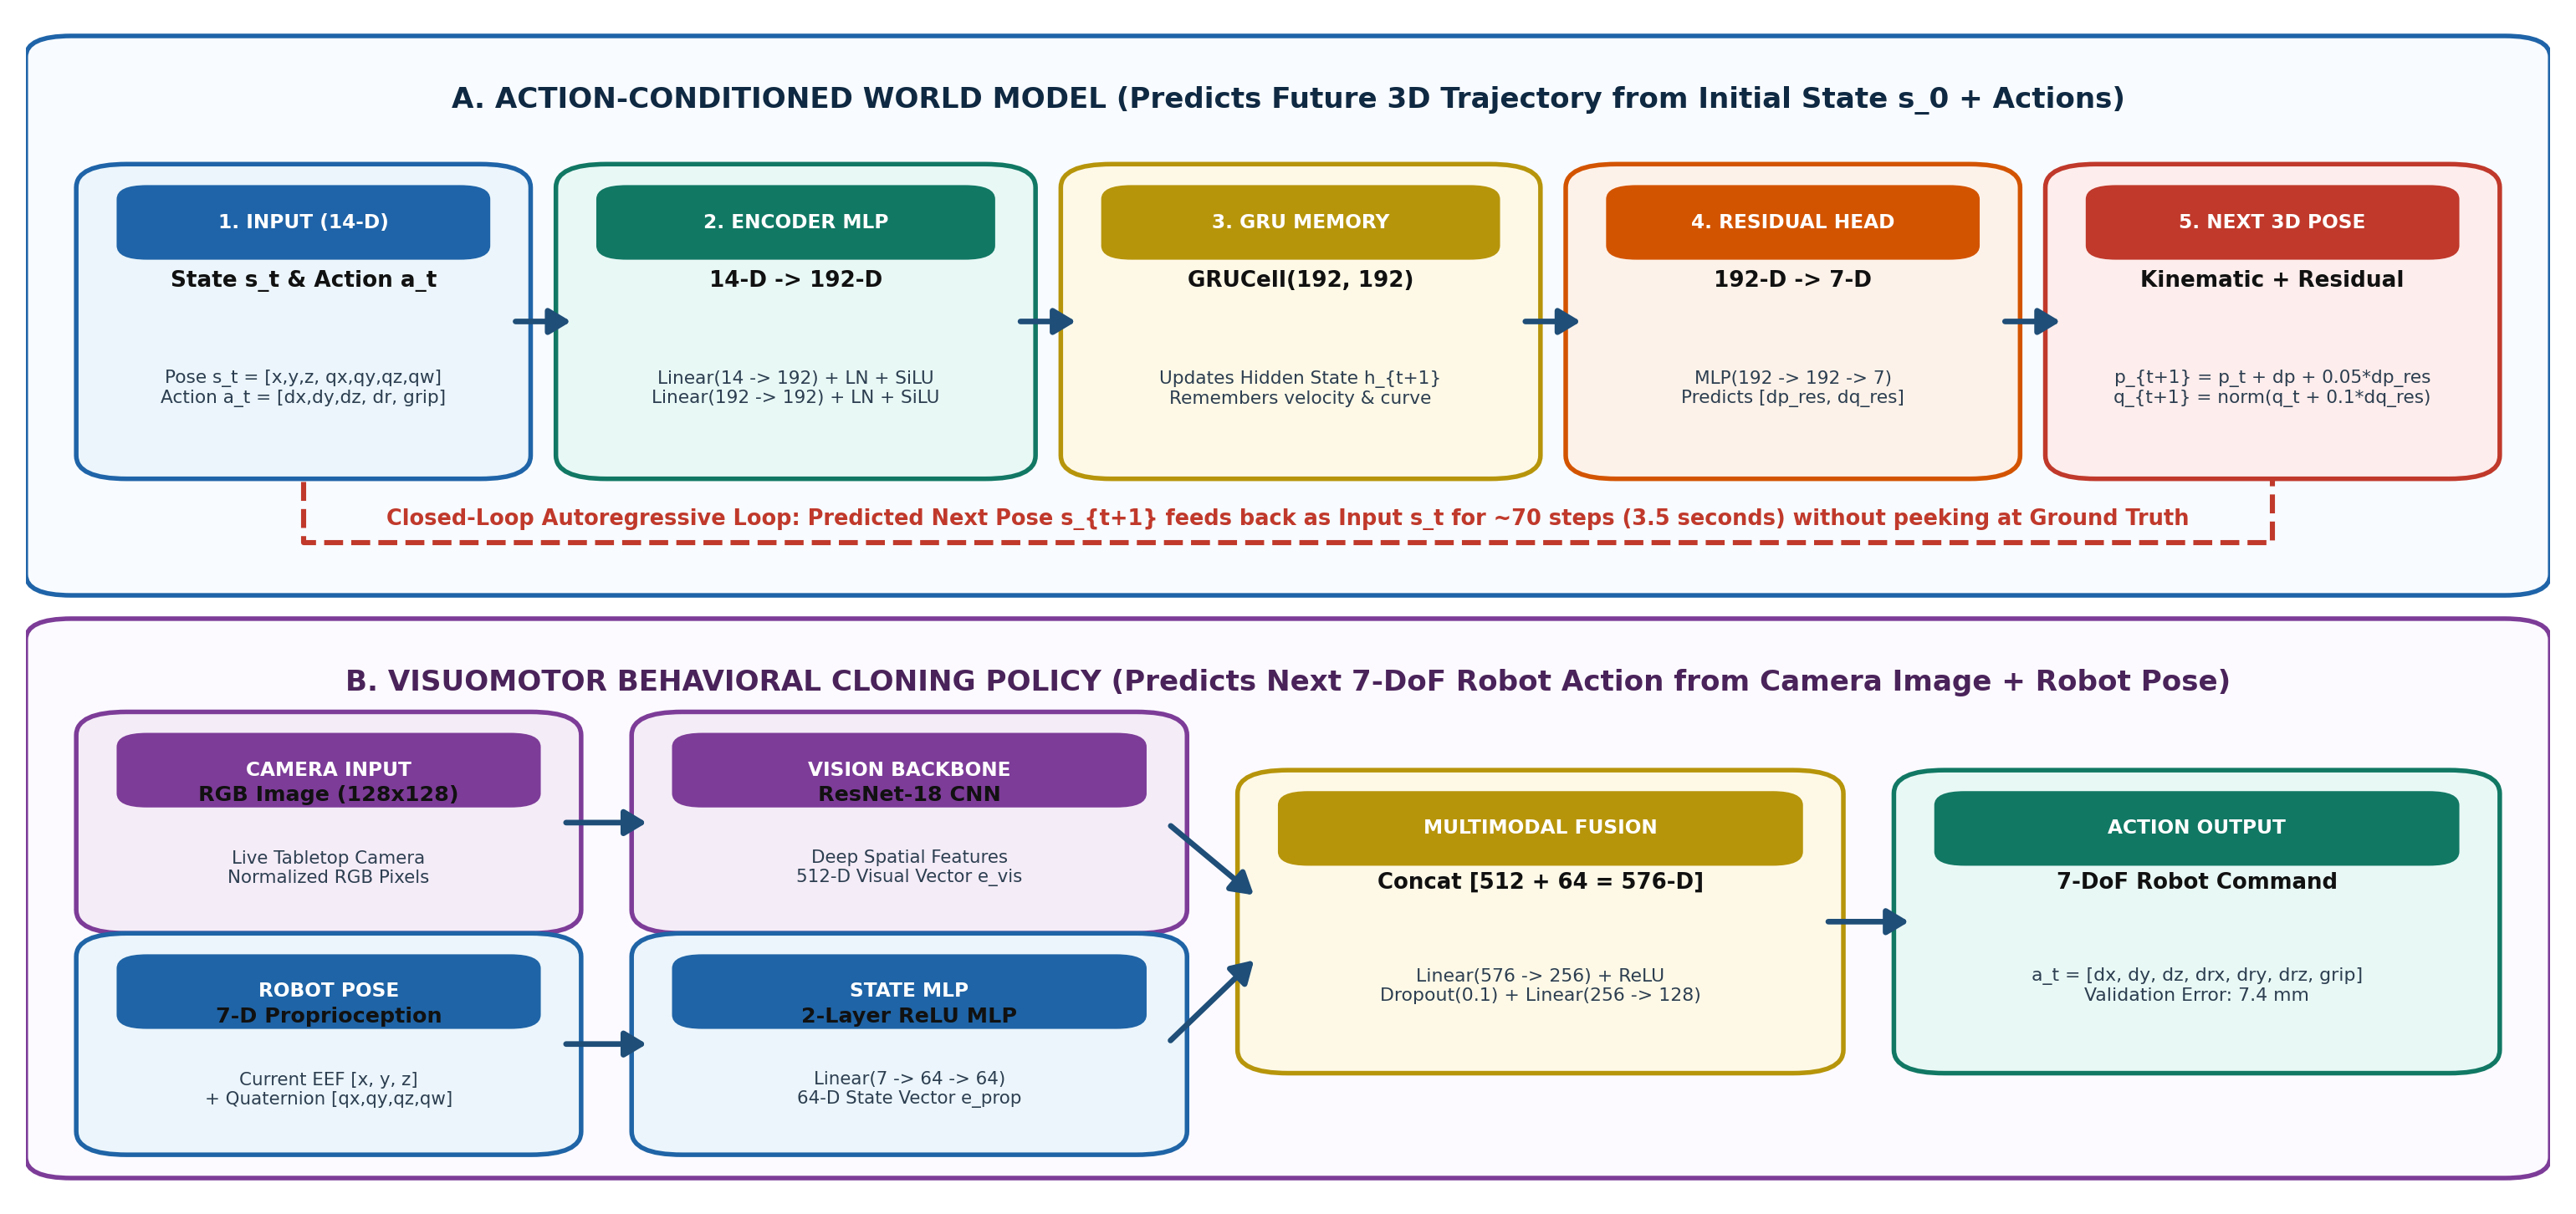 A. ACTION-CONDITIONED WORLD MODEL (Predicts Future 3D Trajectory from Initial State s_0 + Actions)
1. INPUT (14-D)
State s_t & Action a_t
Pose s_t = [x,y,z, qx,qy,qz,qw]
Action a_t = [dx,dy,dz, dr, grip]
2. ENCODER MLP
14-D -> 192-D
Linear(14 -> 192) + LN + SiLU
Linear(192 -> 192) + LN + SiLU
3. GRU MEMORY
GRUCell(192, 192)
Updates Hidden State h_{t+1}
Remembers velocity & curve
4. RESIDUAL HEAD
192-D -> 7-D
MLP(192 -> 192 -> 7)
Predicts [dp_res, dq_res]
5. NEXT 3D POSE
Kinematic + Residual
p_{t+1} = p_t + dp + 0.05*dp_res
q_{t+1} = norm(q_t + 0.1*dq_res)
Closed-Loop Autoregressive Loop: Predicted Next Pose s_{t+1} feeds back as Input s_t for ~70 steps (3.5 seconds) without peeking at Ground Truth
B. VISUOMOTOR BEHAVIORAL CLONING POLICY (Predicts Next 7-DoF Robot Action from Camera Image + Robot Pose)
CAMERA INPUT
RGB Image (128x128)
Live Tabletop Camera
Normalized RGB Pixels
VISION BACKBONE
ResNet-18 CNN
Deep Spatial Features
512-D Visual Vector e_vis
ROBOT POSE
7-D Proprioception
Current EEF [x, y, z]
+ Quaternion [qx,qy,qz,qw]
STATE MLP
2-Layer ReLU MLP
Linear(7 -> 64 -> 64)
64-D State Vector e_prop
MULTIMODAL FUSION
Concat [512 + 64 = 576-D]
Linear(576 -> 256) + ReLU
Dropout(0.1) + Linear(256 -> 128)
ACTION OUTPUT
7-DoF Robot Command
a_t = [dx, dy, dz, drx, dry, drz, grip]
Validation Error: 7.4 mm